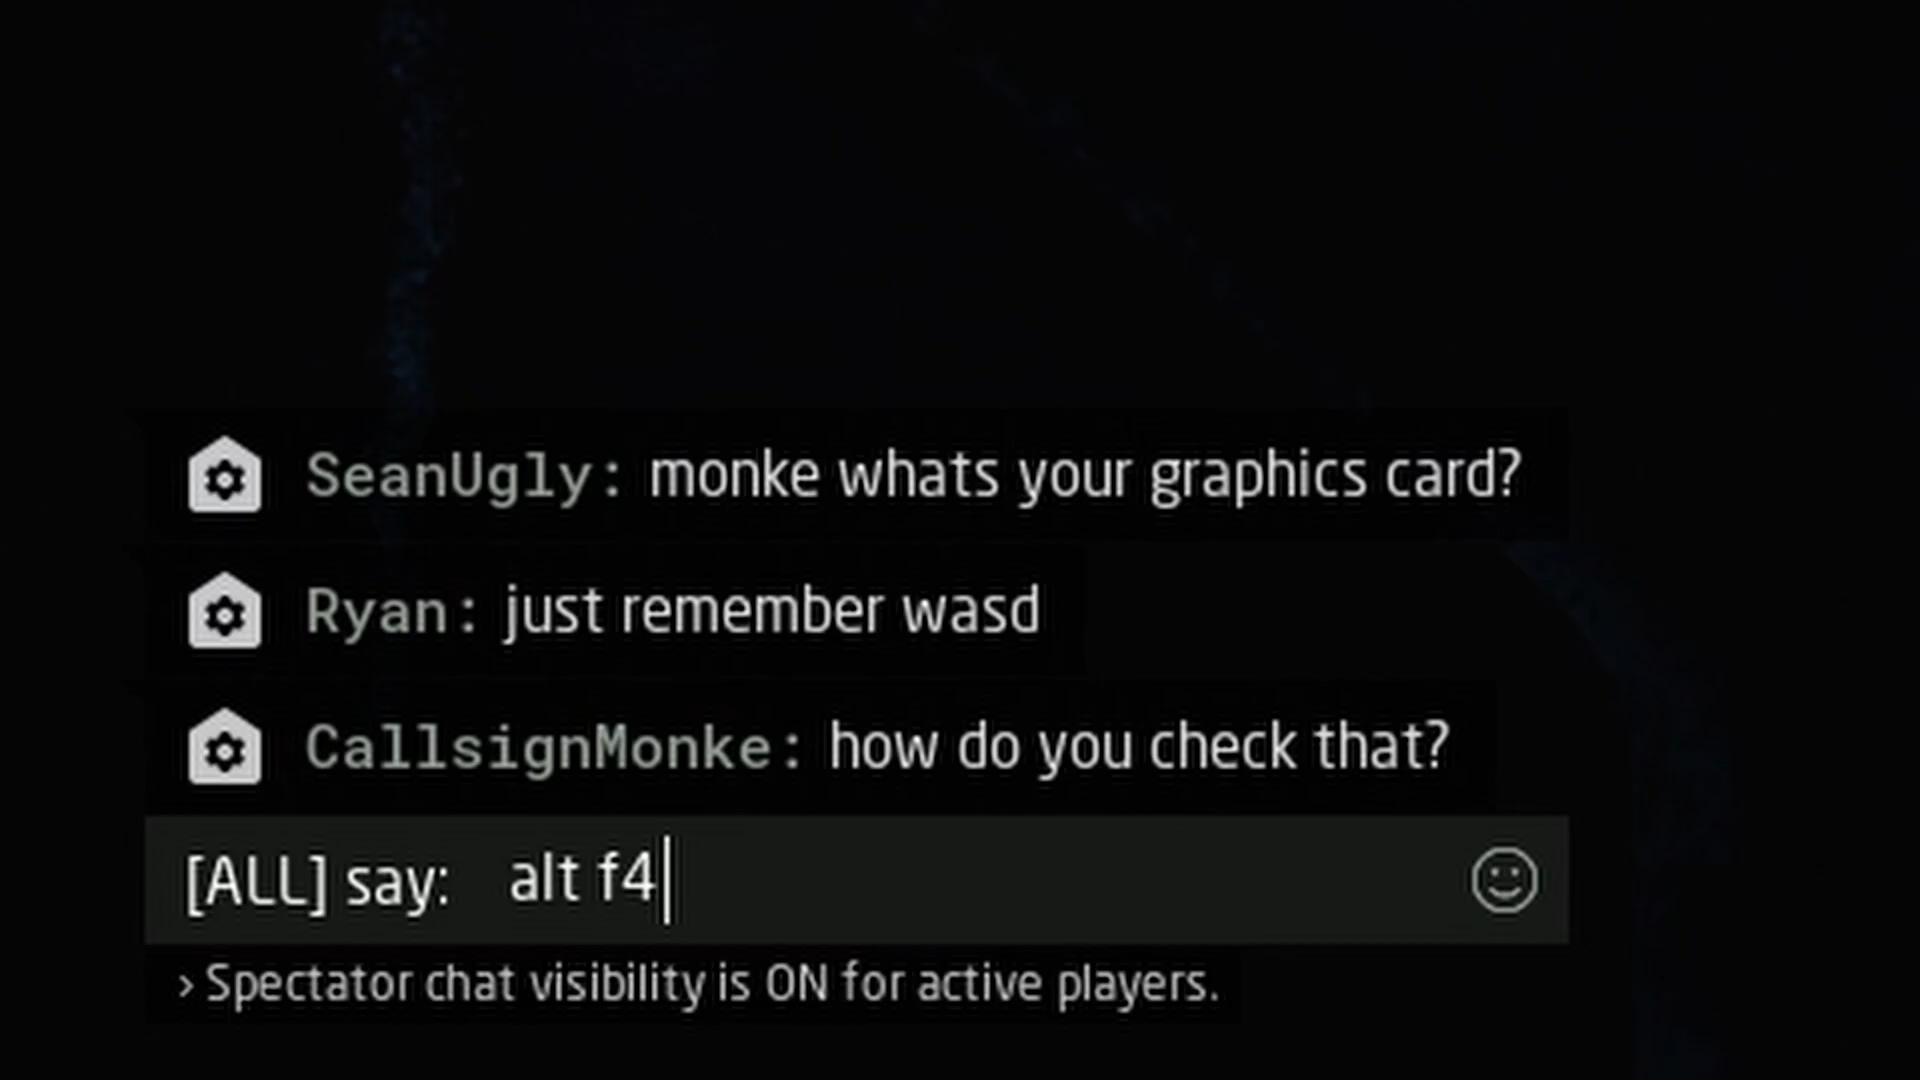 SeanUgly: monke whats your graphics card?
Ryan: just remember wasd
CallsignMonke: how do you check that?
[ALL] say: alt f4
› Spectator chat visibility is ON for active players.